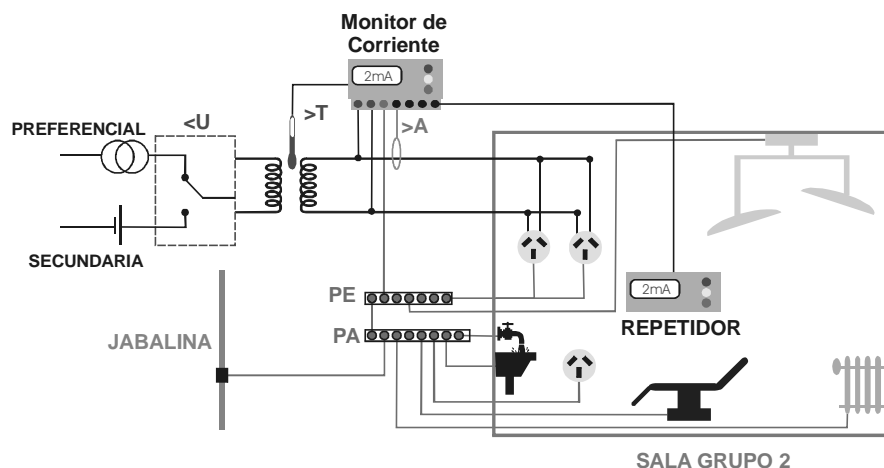 Monitor de
Corriente
2mA
PREFERENCIAL
<U
>T
>A
SECUNDARIA
PE
2mA
PA
REPETIDOR
JABALINA
SALA GRUPO 2